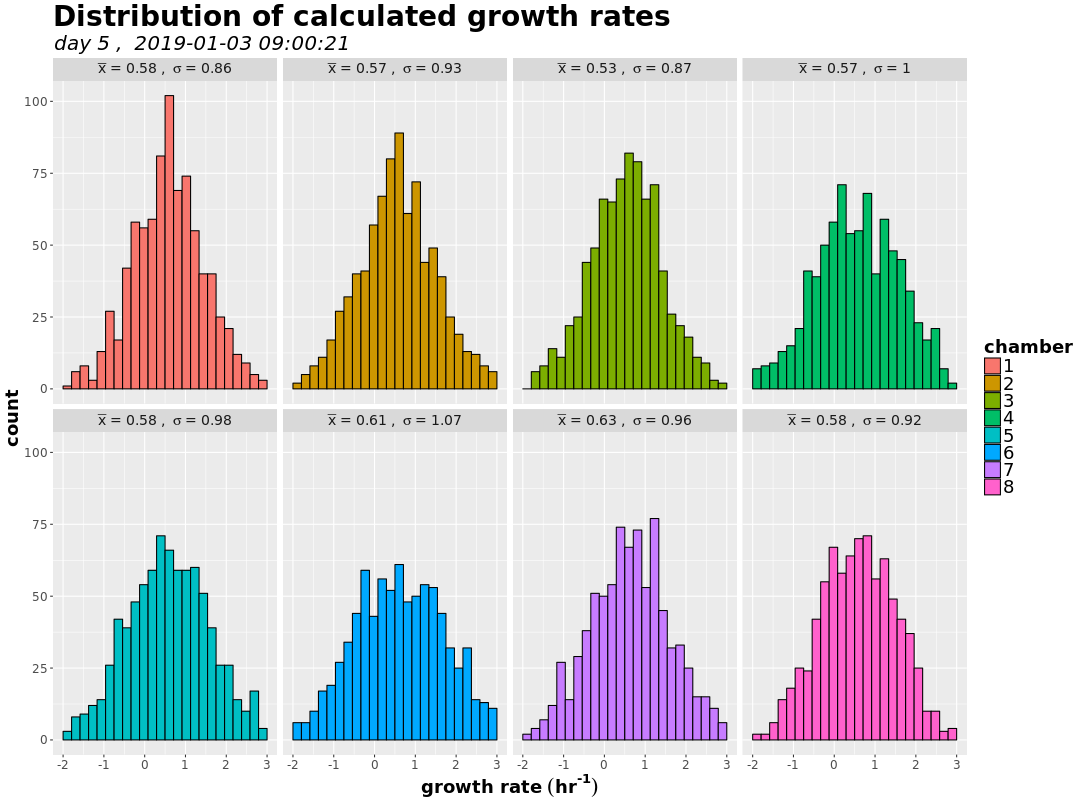 Distribution of calculated growth rates
day 5 ,  2019-01-03 09:00:21
x̅ = 0.58 ,  σ = 0.86
x̅ = 0.57 ,  σ = 0.93
x̅ = 0.53 ,  σ = 0.87
x̅ = 0.57 ,  σ = 1
100
75
50
25
0
x̅ = 0.58 ,  σ = 0.98
x̅ = 0.61 ,  σ = 1.07
x̅ = 0.63 ,  σ = 0.96
x̅ = 0.58 ,  σ = 0.92
100
75
50
25
0
-2 -1 0 1 2 3
-2 -1 0 1 2 3
-2 -1 0 1 2 3
-2 -1 0 1 2 3
count
growth rate (hr⁻¹)
chamber
1
2
3
4
5
6
7
8